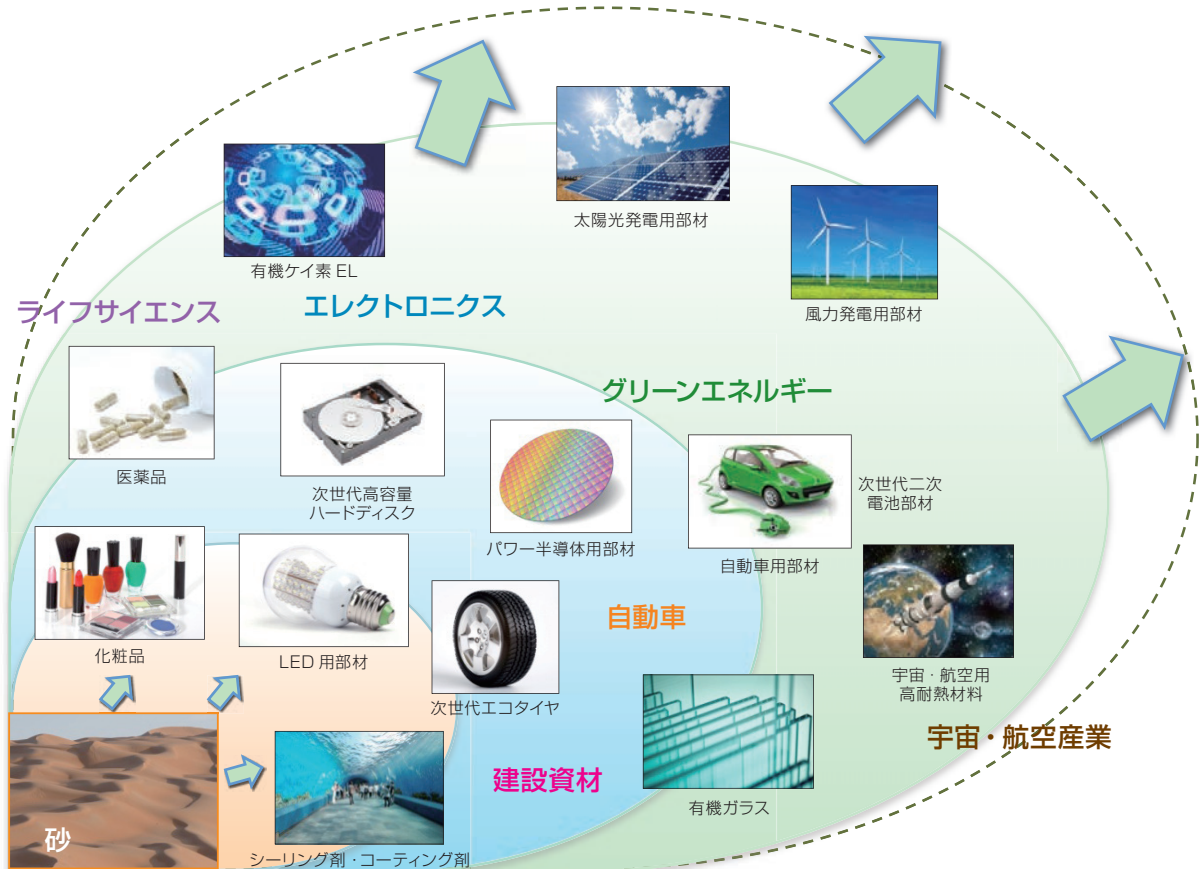 太陽光発電用部材
有機ケイ素 EL
ライフサイエンス
エレクトロニクス
風力発電用部材
グリーンエネルギー
医薬品
次世代高容量
ハードディスク
パワー半導体用部材
次世代二次
電池部材
自動車用部材
自動車
化粧品
LED 用部材
次世代エコタイヤ
宇宙・航空用
高耐熱材料
宇宙・航空産業
建設資材
有機ガラス
砂
シーリング剤・コーティング剤